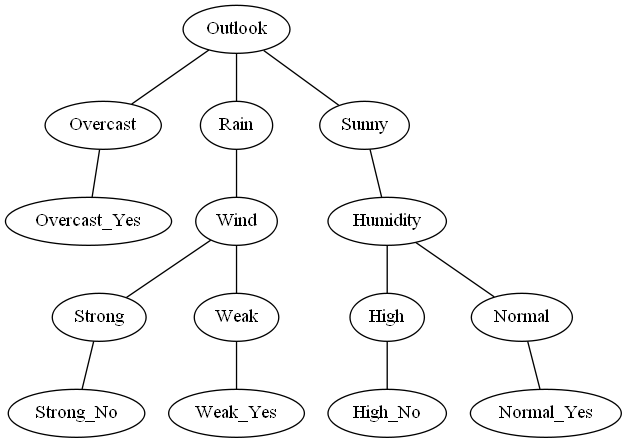 Outlook
Overcast
Rain
Sunny
Overcast_Yes
Wind
Humidity
Strong
Weak
High
Normal
Strong_No
Weak_Yes
High_No
Normal_Yes